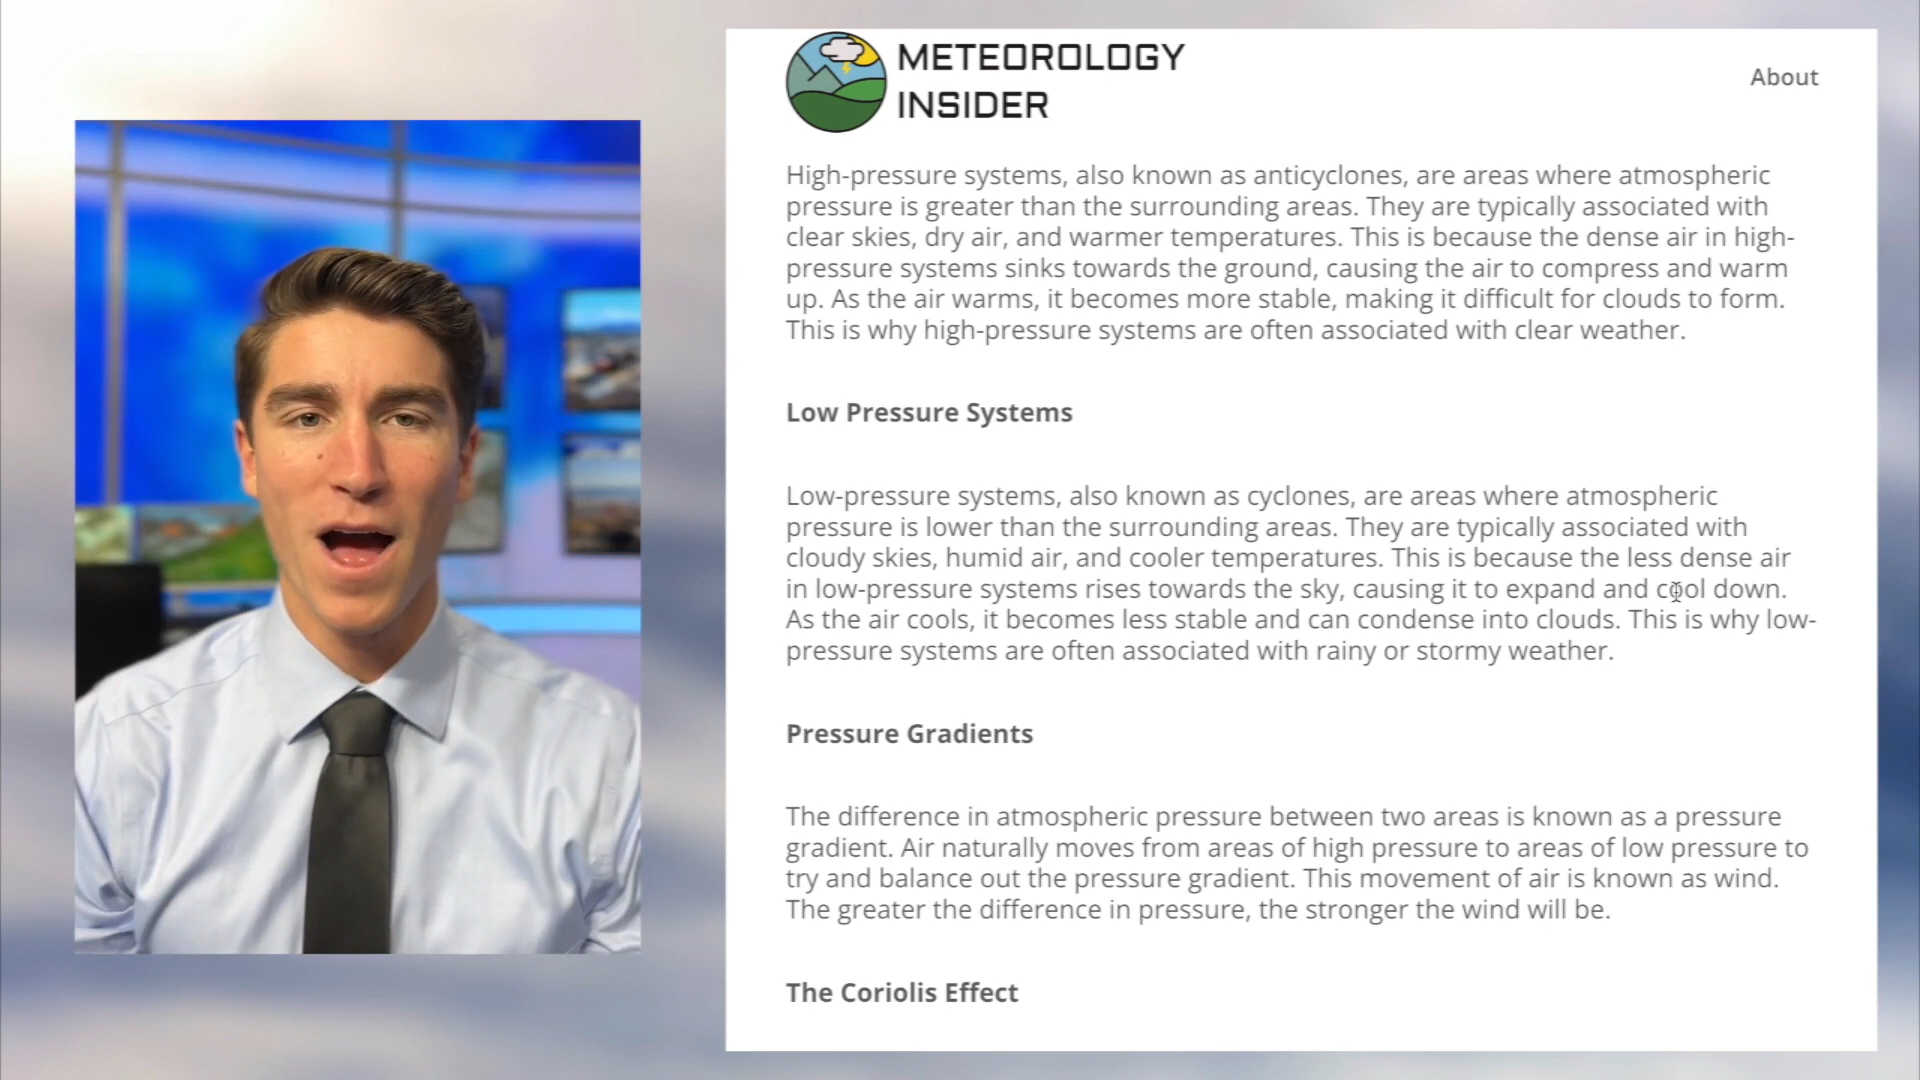 METEOROLOGY
INSIDER
About
High-pressure systems, also known as anticyclones, are areas where atmospheric
pressure is greater than the surrounding areas. They are typically associated with
clear skies, dry air, and warmer temperatures. This is because the dense air in high-
pressure systems sinks towards the ground, causing the air to compress and warm
up. As the air warms, it becomes more stable, making it difficult for clouds to form.
This is why high-pressure systems are often associated with clear weather.
Low Pressure Systems
Low-pressure systems, also known as cyclones, are areas where atmospheric
pressure is lower than the surrounding areas. They are typically associated with
cloudy skies, humid air, and cooler temperatures. This is because the less dense air
in low-pressure systems rises towards the sky, causing it to expand and cool down.
As the air cools, it becomes less stable and can condense into clouds. This is why low-
pressure systems are often associated with rainy or stormy weather.
Pressure Gradients
The difference in atmospheric pressure between two areas is known as a pressure
gradient. Air naturally moves from areas of high pressure to areas of low pressure to
try and balance out the pressure gradient. This movement of air is known as wind.
The greater the difference in pressure, the stronger the wind will be.
The Coriolis Effect